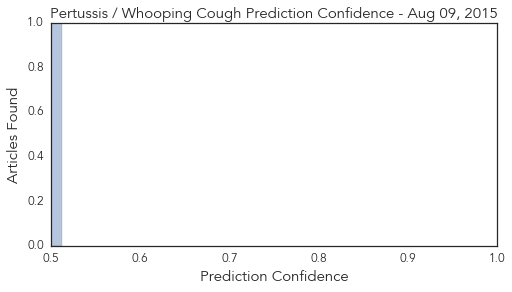 Pertussis / Whooping Cough Prediction Confidence - Aug 09, 2015
1.0
0.8
0.6
0.4
0.2
0.0
Articles Found
0.5 0.6 0.7 0.8 0.9 1.0
Prediction Confidence